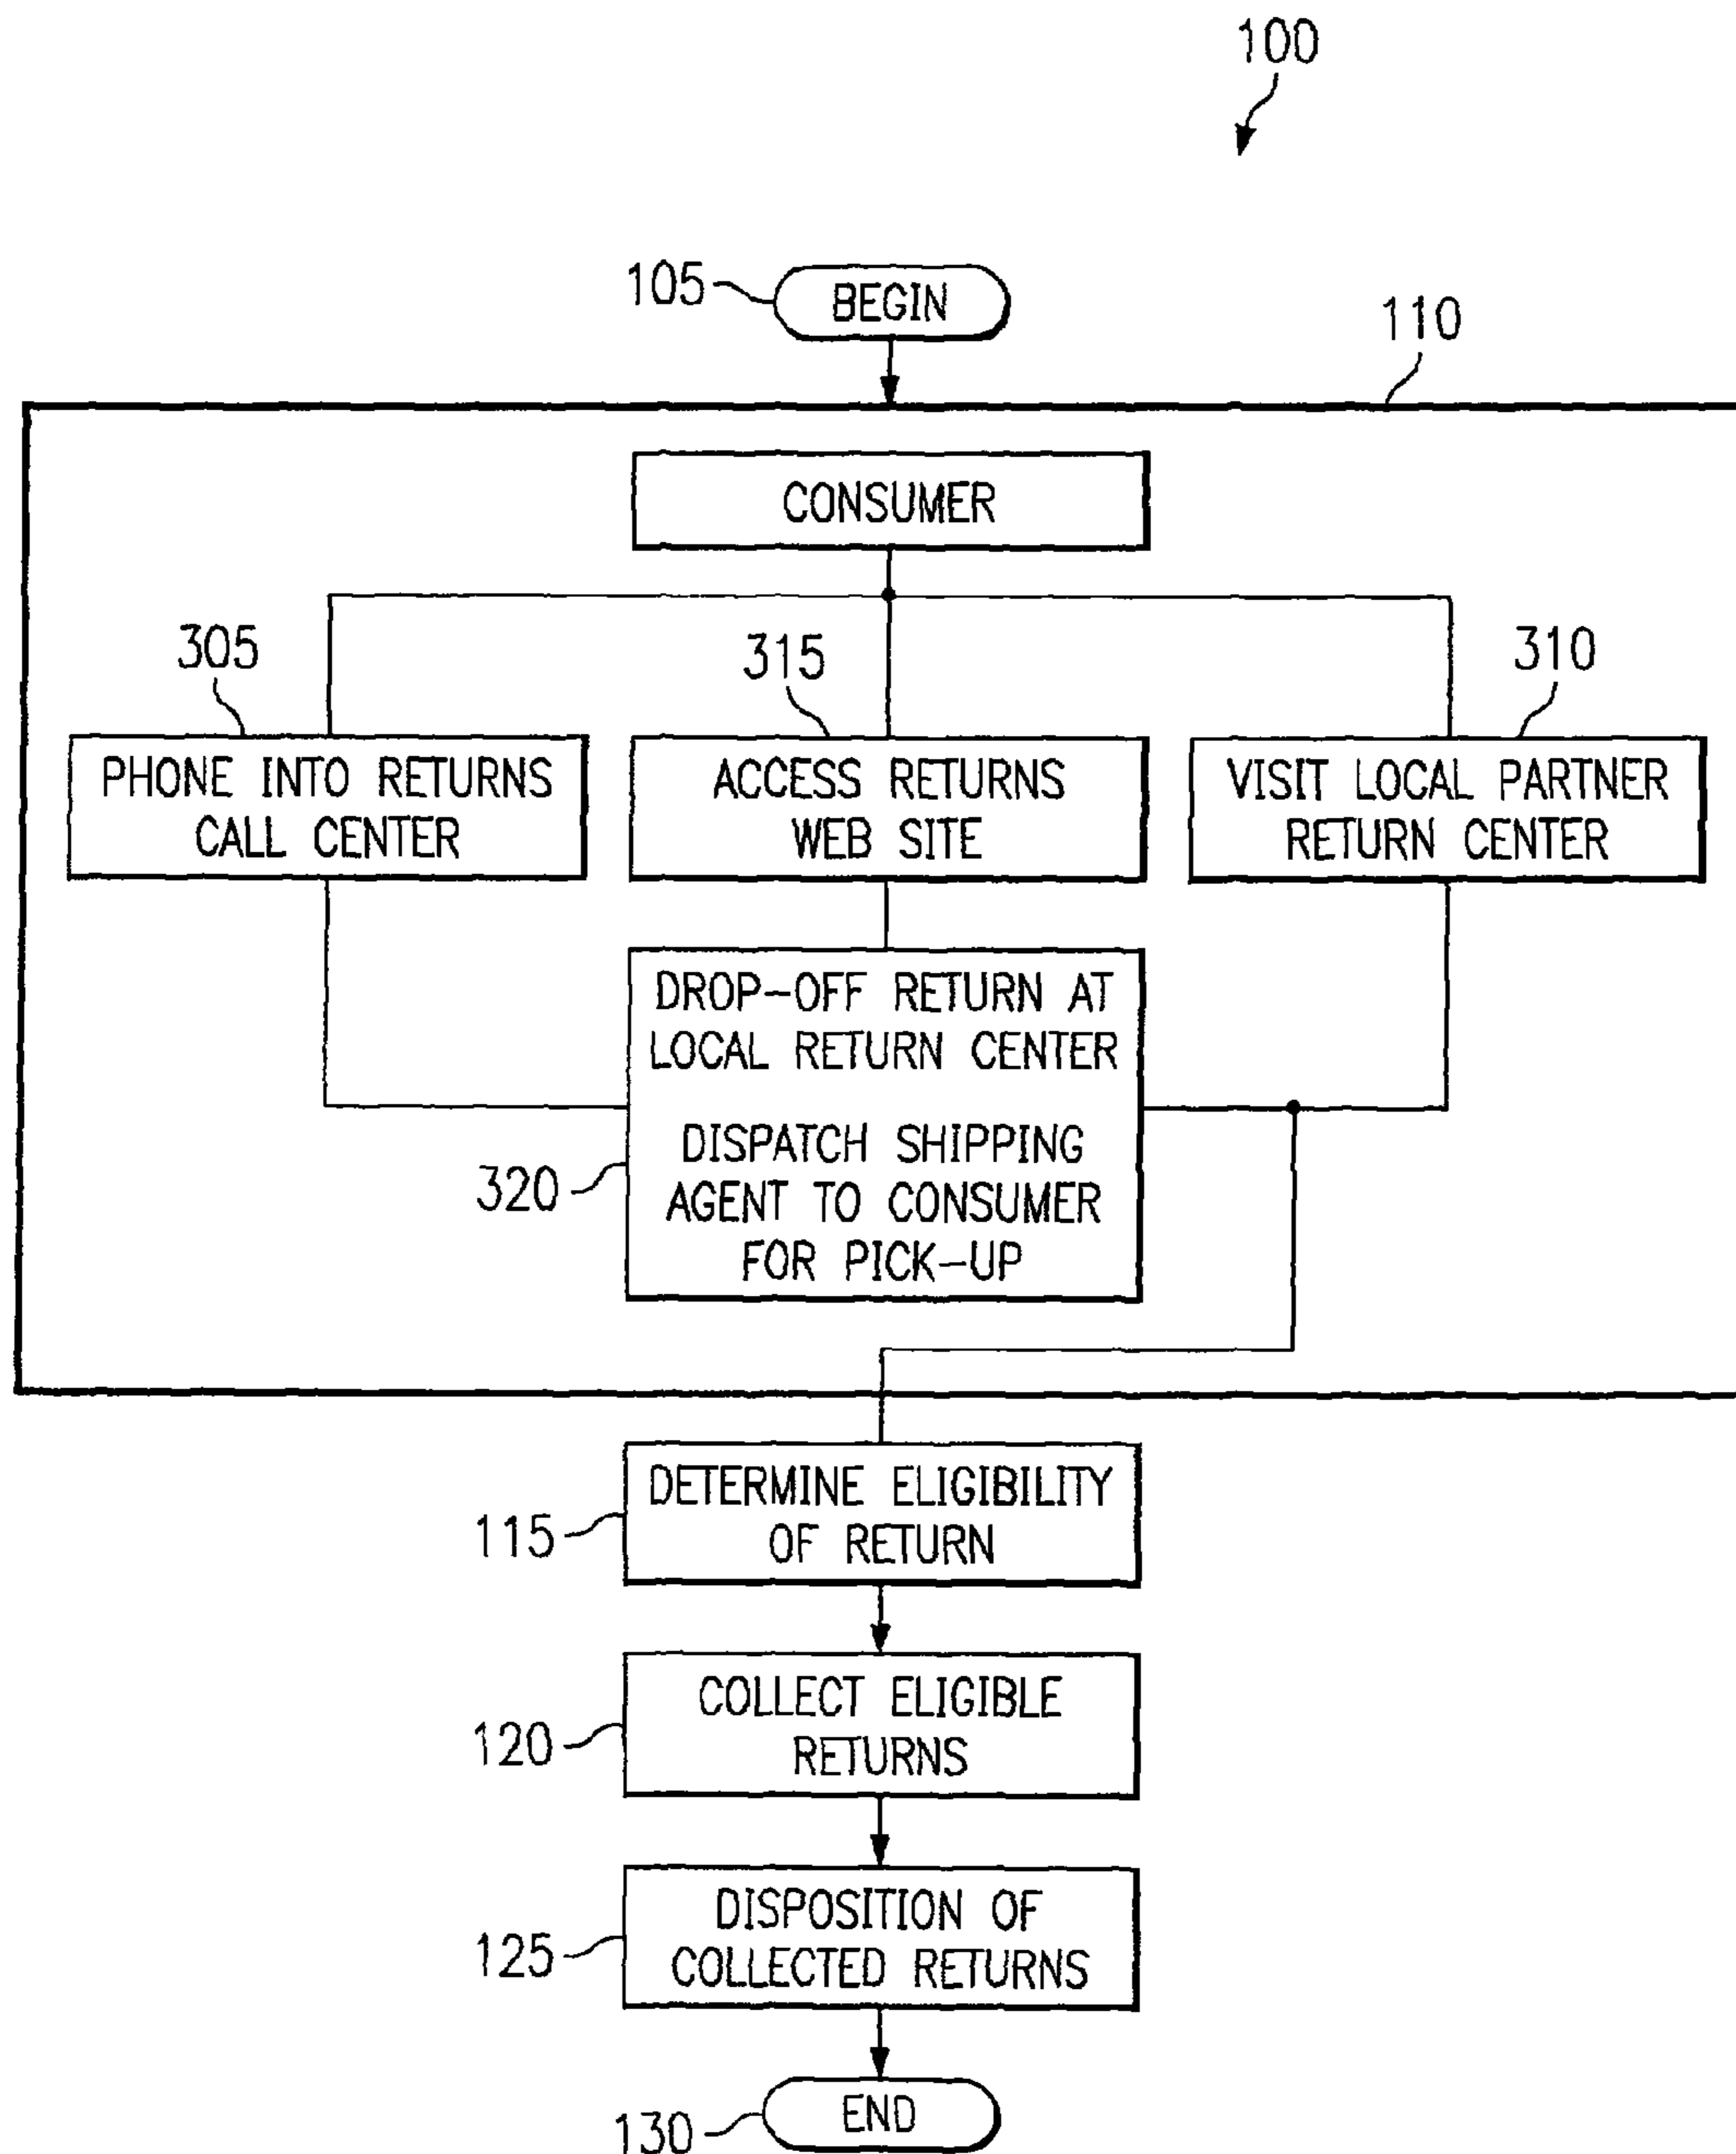 100
105
BEGIN
110
CONSUMER
305
315
310
PHONE INTO RETURNS
CALL CENTER
ACCESS RETURNS
WEB SITE
VISIT LOCAL PARTNER
RETURN CENTER
DROP-OFF RETURN AT
LOCAL RETURN CENTER
320
DISPATCH SHIPPING
AGENT TO CONSUMER
FOR PICK-UP
115
DETERMINE ELIGIBILITY
OF RETURN
120
COLLECT ELIGIBLE
RETURNS
125
DISPOSITION OF
COLLECTED RETURNS
130
END